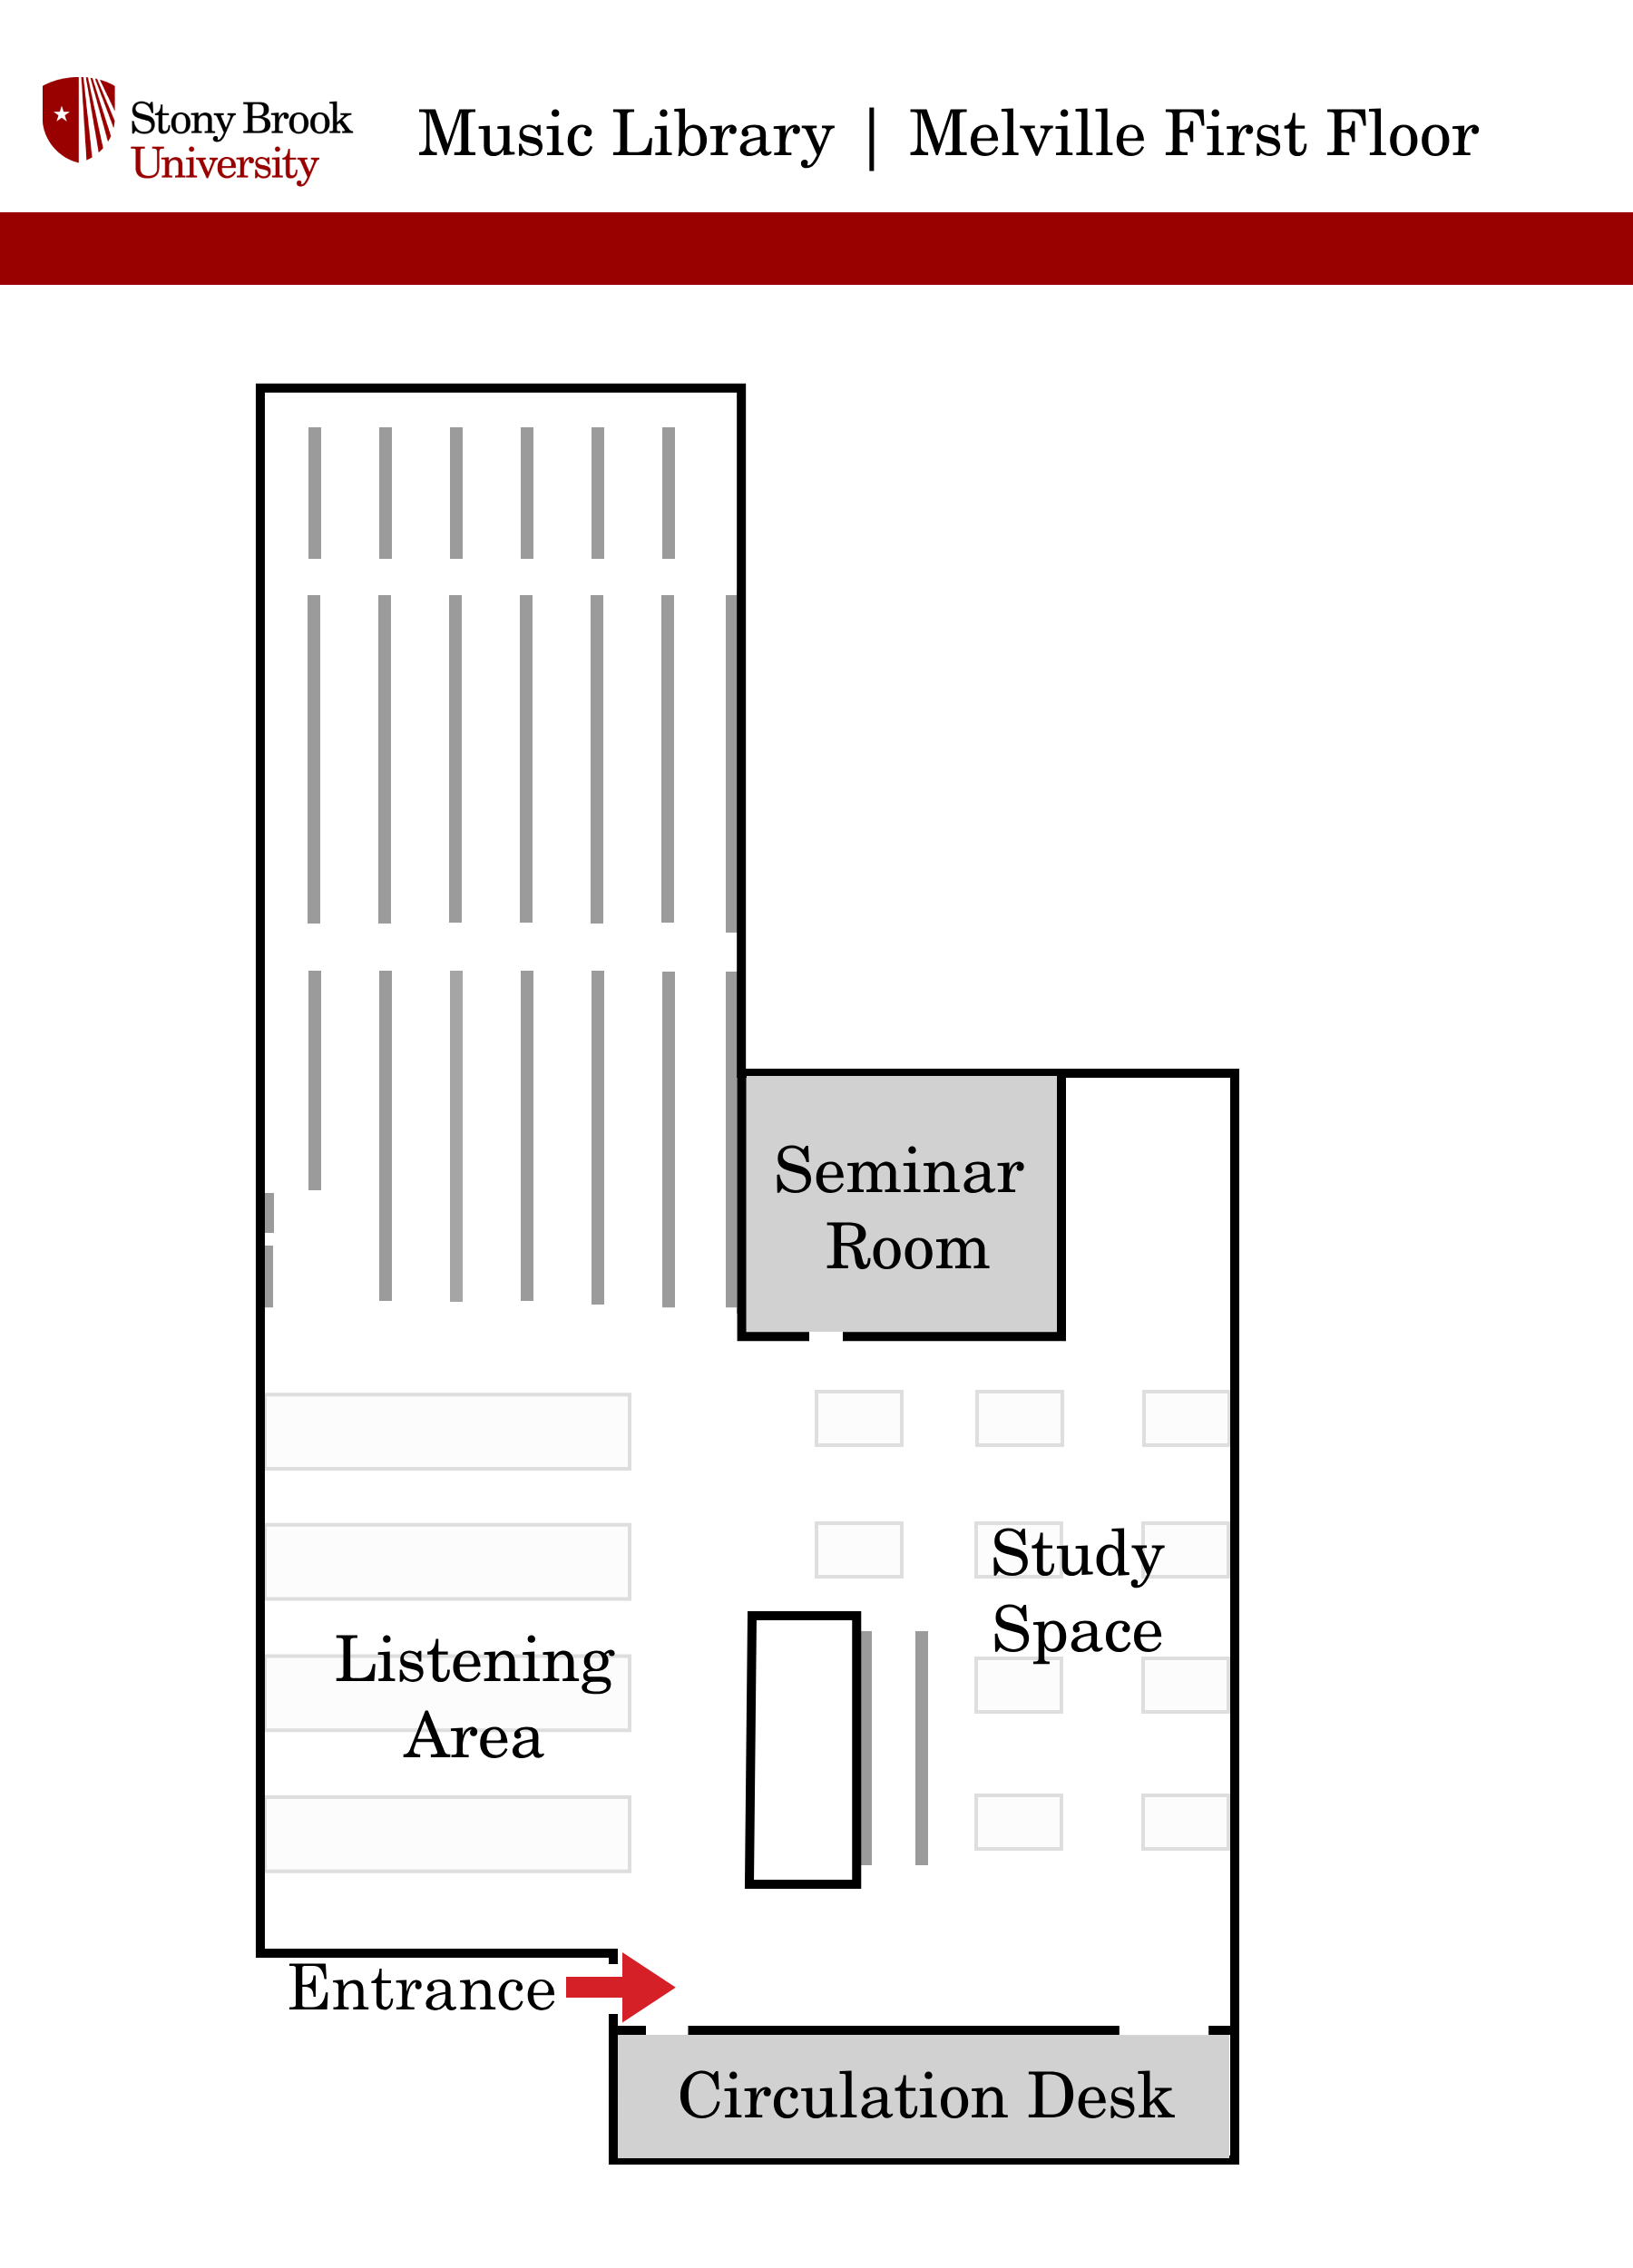 Stony Brook
University
Music Library | Melville First Floor
Seminar
Room
Study
Space
Listening
Area
Entrance
Circulation Desk